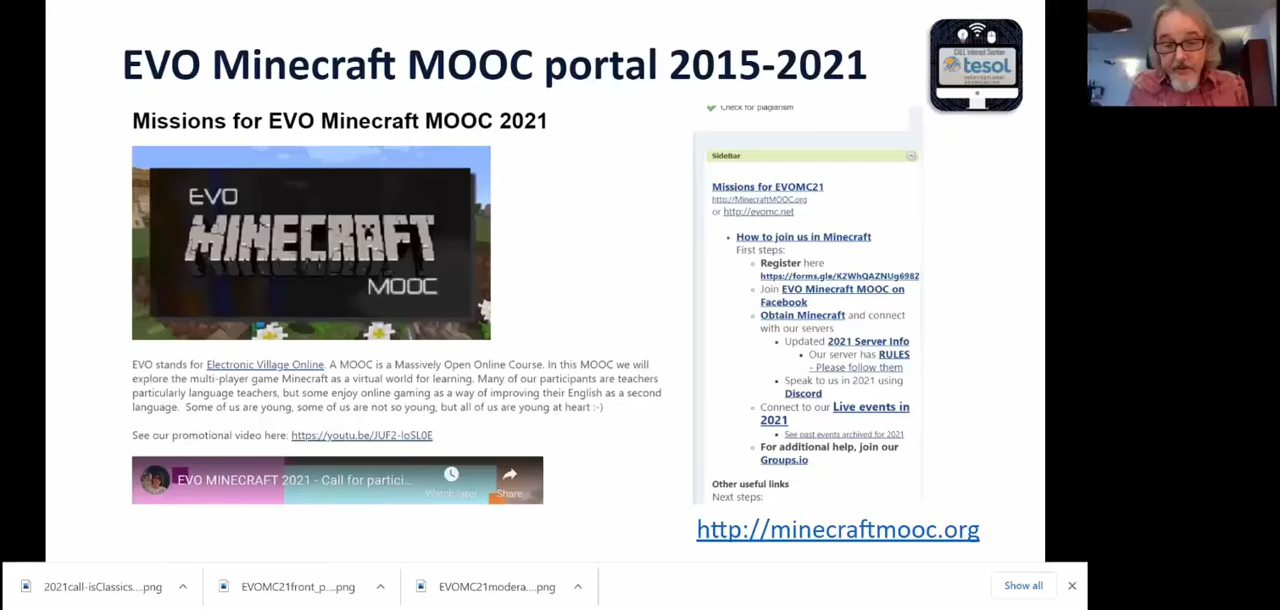 EVO Minecraft MOOC portal 2015-2021
CALL Interest Section
tesol
international
association
Missions for EVO Minecraft MOOC 2021
EVO
MINECRAFT
MOOC
EVO stands for Electronic Village Online. A MOOC is a Massively Open Online Course. In this MOOC we will
explore the multi-player game Minecraft as a virtual world for learning. Many of our participants are teachers
particularly language teachers, but some enjoy online gaming as a way of improving their English as a second
language. Some of us are young, some of us are not so young, but all of us are young at heart :-)
See our promotional video here: https://youtu.be/JUF2-loSL0E
EVO MINECRAFT 2021 - Call for partici...
Watch later
Share
Check for plagiarism
SideBar
Missions for EVOMC21
http://MinecraftMOOC.org
or http://evomc.net
How to join us in Minecraft
First steps:
Register here
https://forms.gle/K2WhQAZNUg698Z
Join EVO Minecraft MOOC on
Facebook
Obtain Minecraft and connect
with our servers
Updated 2021 Server Info
Our server has RULES
- Please follow them
Speak to us in 2021 using
Discord
Connect to our Live events in
2021
See past events archived for 2021
For additional help, join our
Groups.io
Other useful links
Next steps:
http://minecraftmooc.org
2021call-isClassics....png
EVOMC21front_p....png
EVOMC21modera....png
Show all